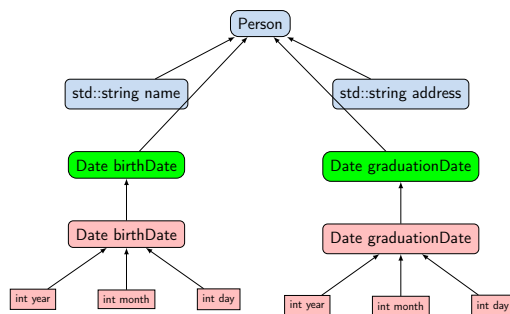 Person
std::string name
std::string address
Date birthDate
Date graduationDate
Date birthDate
Date graduationDate
int year
int month
int day
int year
int month
int day